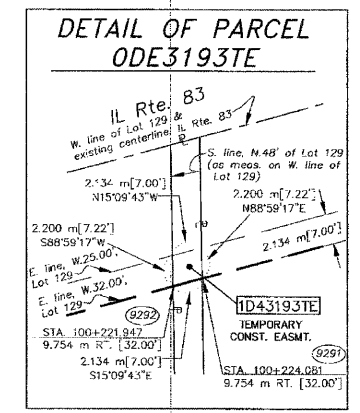 DETAIL OF PARCEL
0DE3193TE
IL Rte. 83
W. line of Lot 129 &
existing centerline IL Rte. 83
S. line, N.48' of Lot 129
(as meas. on W. line of
Lot 129)
2.134 m[7.00']
N15°09'43"W
2.200 m[7.22']
N88°59'17"E
2.200 m[7.22']
S88°59'17"W
2.134 m[7.00']
E. line, W.25.00',
Lot 129
E. line, W.32.00',
Lot 129
9292
1D43193TE
TEMPORARY
CONST. EASMT.
STA. 100+221.947
9.754 m RT. [32.00']
9291
2.134 m[7.00']
S15°09'43"E
STA. 100+224.081
9.754 m RT. [32.00']